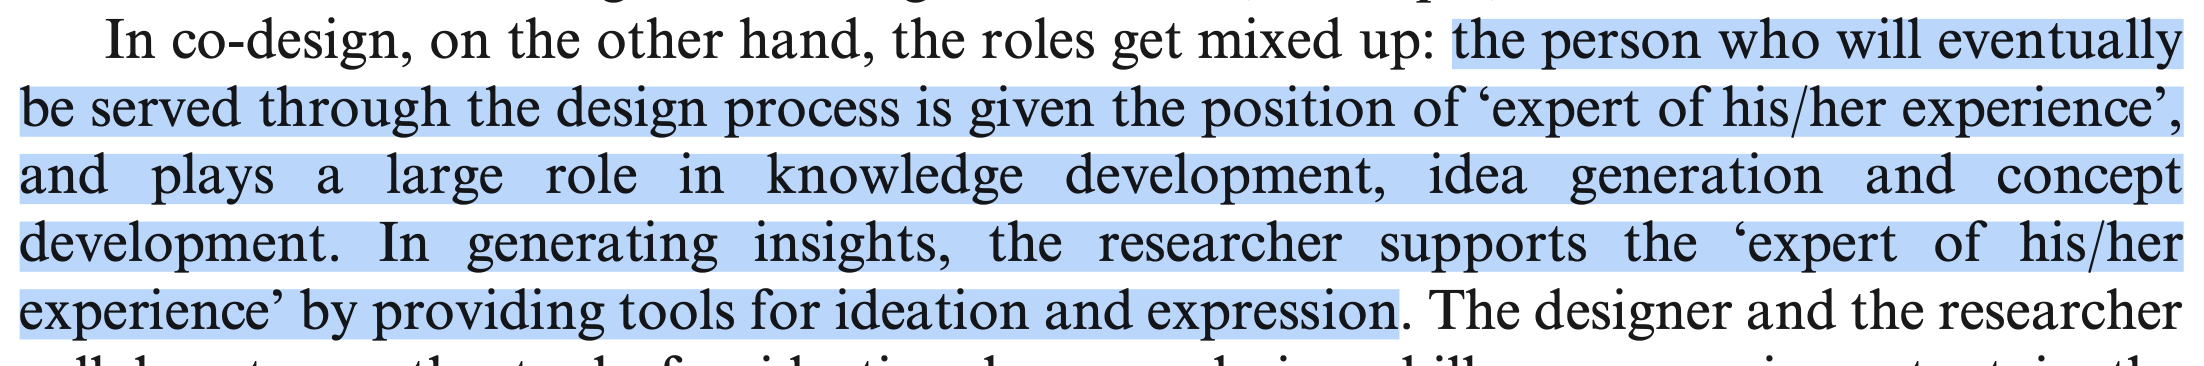 In co-design, on the other hand, the roles get mixed up: the person who will eventually
be served through the design process is given the position of ‘expert of his/her experience’,
and plays a large role in knowledge development, idea generation and concept
development. In generating insights, the researcher supports the ‘expert of his/her
experience’ by providing tools for ideation and expression. The designer and the researcher